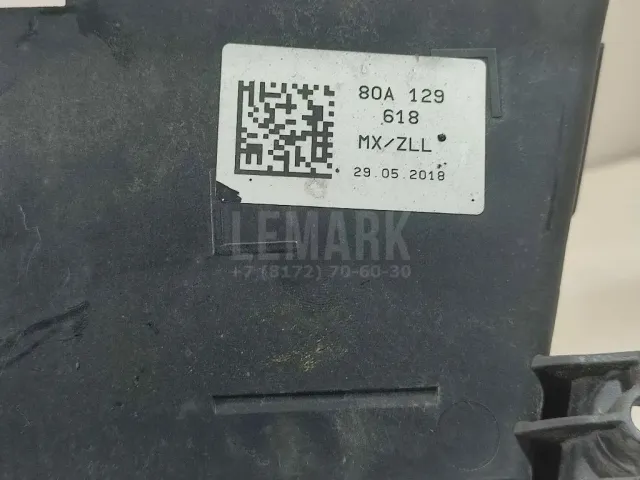 80A 129
618
MX/ZLL
29.05.2018
LEMARK
+7 (8172) 70-60-30